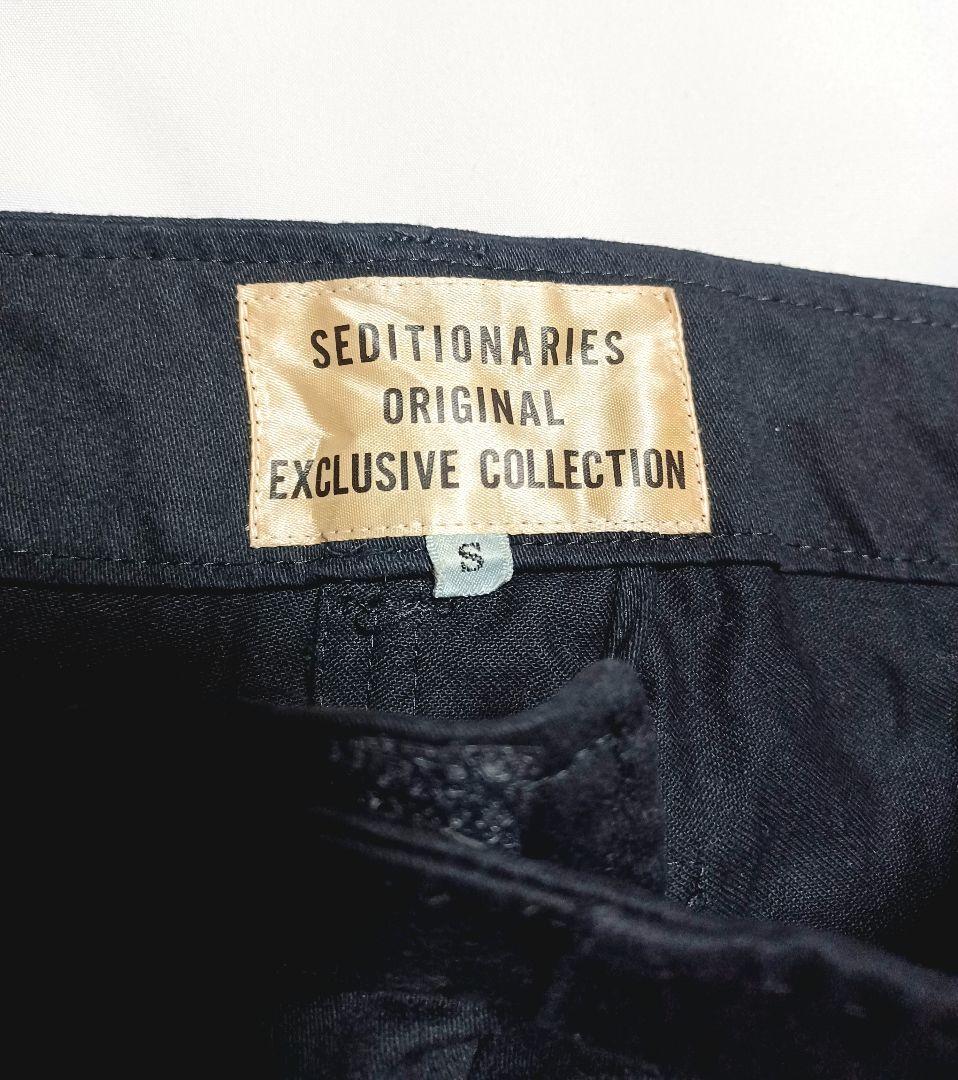 SEDITIONARIES
ORIGINAL
EXCLUSIVE COLLECTION
S